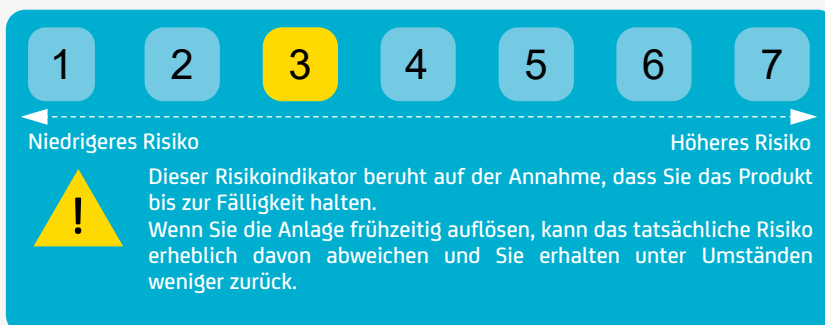 1 2 3 4 5 6 7
Niedrigeres Risiko Höheres Risiko
!
Dieser Risikoindikator beruht auf der Annahme, dass Sie das Produkt
bis zur Fälligkeit halten.
Wenn Sie die Anlage frühzeitig auflösen, kann das tatsächliche Risiko
erheblich davon abweichen und Sie erhalten unter Umständen
weniger zurück.